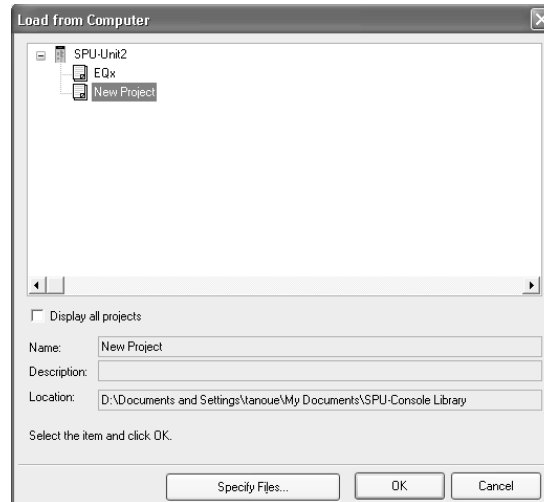 Load from Computer
SPU-Unit2
EQx
New Project
Display all projects
Name: New Project
Description:
Location: D:\Documents and Settings\tanoue\My Documents\SPU-Console Library
Select the item and click OK.
Specify Files... OK Cancel